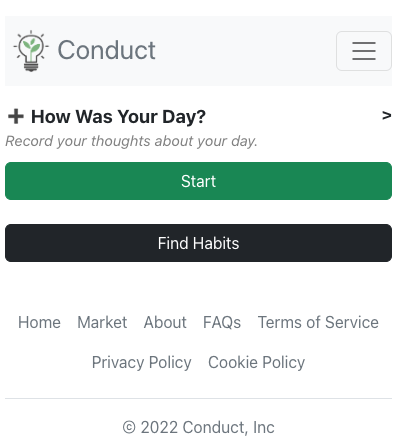 Conduct
➕ How Was Your Day? >
Record your thoughts about your day.
Start
Find Habits
Home Market About FAQs Terms of Service
Privacy Policy Cookie Policy
© 2022 Conduct, Inc